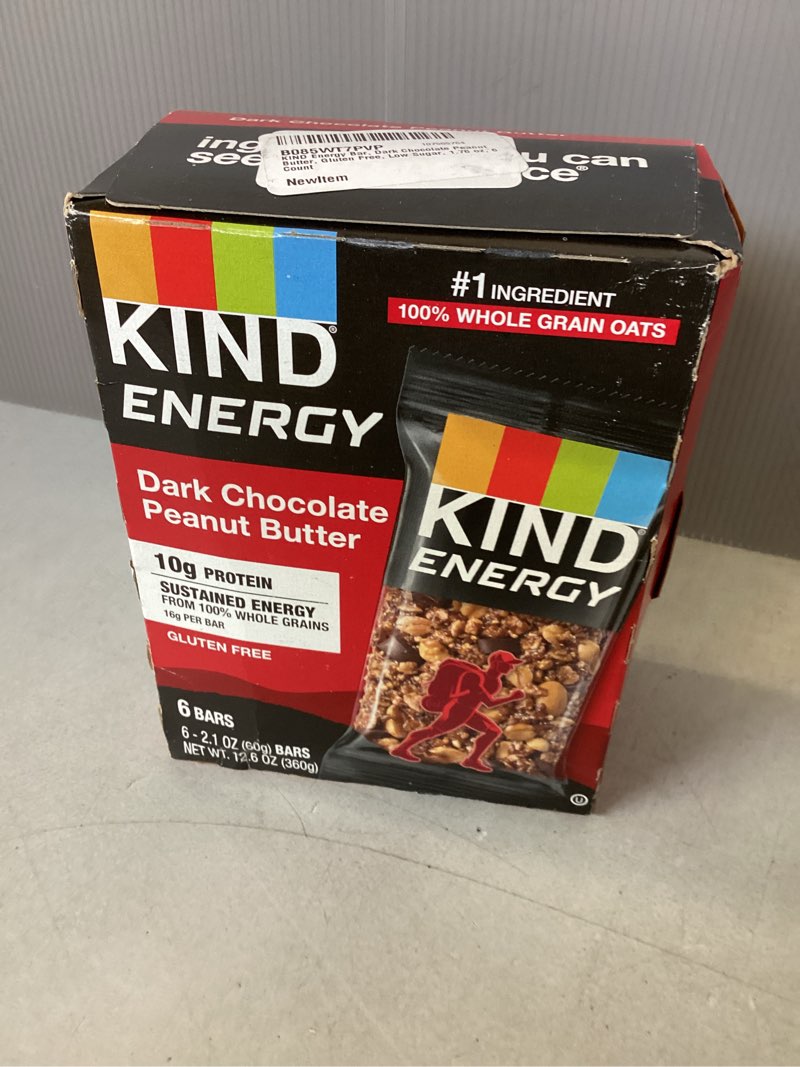 Dark Chocolate
ing u can
see ce®
B085WT7PVP
KIND Energy Bar, Dark Chocolate Peanut
Butter, Gluten Free, Low Sugar, 1.76 oz, 6
Count
NewItem
KIND®
ENERGY
#1 INGREDIENT
100% WHOLE GRAIN OATS
Dark Chocolate
Peanut Butter
10g PROTEIN
SUSTAINED ENERGY
FROM 100% WHOLE GRAINS
16g PER BAR
GLUTEN FREE
6 BARS
6 - 2.1 OZ (60g) BARS
NET WT. 12.6 OZ (360g)
KIND
ENERGY
U